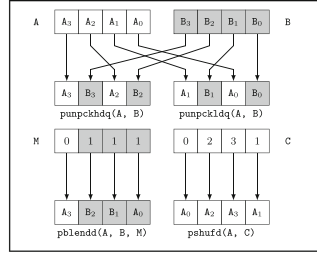 A A₃ A₂ A₁ A₀ B₃ B₂ B₁ B₀ B
A₃ B₃ A₂ B₂ A₁ B₁ A₀ B₀
punpckhdq(A, B) punpckldq(A, B)
M 0 1 1 1 0 2 3 1 C
A₃ B₂ B₁ A₀ A₀ A₂ A₃ A₁
pblendd(A, B, M) pshufd(A, C)